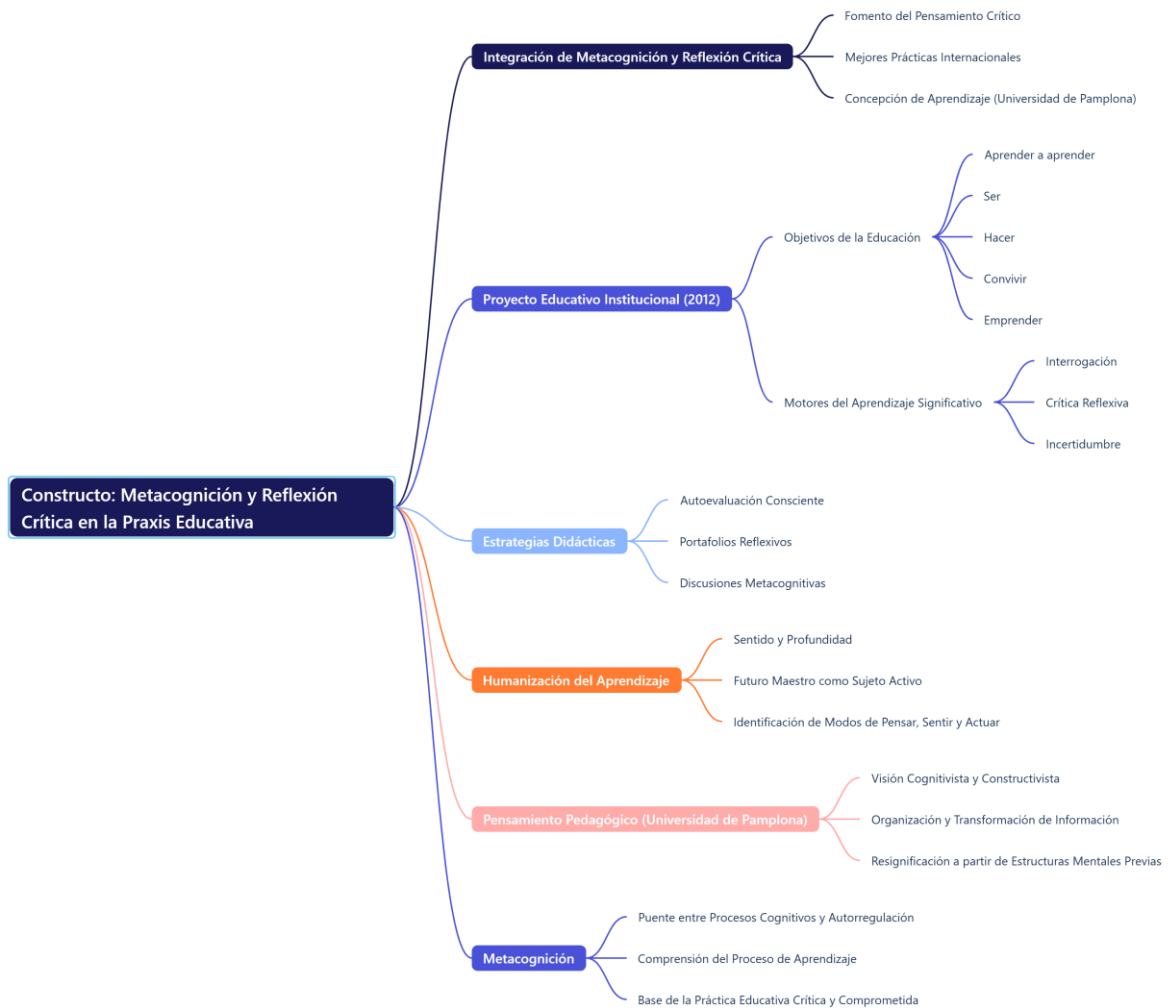 Constructo: Metacognición y Reflexión
Crítica en la Praxis Educativa
Integración de Metacognición y Reflexión Crítica
Fomento del Pensamiento Crítico
Mejores Prácticas Internacionales
Concepción de Aprendizaje (Universidad de Pamplona)
Proyecto Educativo Institucional (2012)
Objetivos de la Educación
Aprender a aprender
Ser
Hacer
Convivir
Emprender
Motores del Aprendizaje Significativo
Interrogación
Crítica Reflexiva
Incertidumbre
Estrategias Didácticas
Autoevaluación Consciente
Portafolios Reflexivos
Discusiones Metacognitivas
Humanización del Aprendizaje
Sentido y Profundidad
Futuro Maestro como Sujeto Activo
Identificación de Modos de Pensar, Sentir y Actuar
Pensamiento Pedagógico (Universidad de Pamplona)
Visión Cognitivista y Constructivista
Organización y Transformación de Información
Resignificación a partir de Estructuras Mentales Previas
Metacognición
Puente entre Procesos Cognitivos y Autorregulación
Comprensión del Proceso de Aprendizaje
Base de la Práctica Educativa Crítica y Comprometida